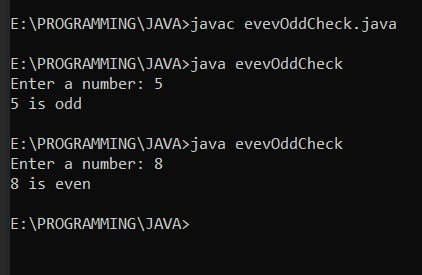 E:\PROGRAMMING\JAVA>javac evevOddCheck.java
E:\PROGRAMMING\JAVA>java evevOddCheck
Enter a number: 5
5 is odd
E:\PROGRAMMING\JAVA>java evevOddCheck
Enter a number: 8
8 is even
E:\PROGRAMMING\JAVA>